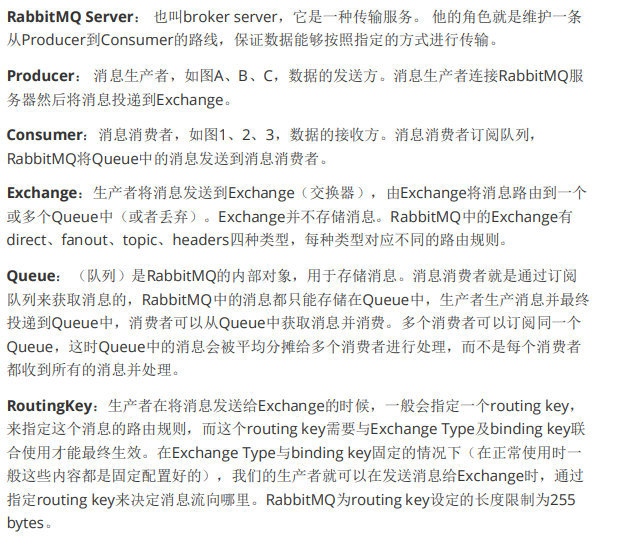 RabbitMQ Server： 也叫broker server，它是一种传输服务。 他的角色就是维护一条
从Producer到Consumer的路线，保证数据能够按照指定的方式进行传输。
Producer： 消息生产者，如图A、B、C，数据的发送方。消息生产者连接RabbitMQ服
务器然后将消息投递到Exchange。
Consumer：消息消费者，如图1、2、3，数据的接收方。消息消费者订阅队列，
RabbitMQ将Queue中的消息发送到消息消费者。
Exchange：生产者将消息发送到Exchange（交换器），由Exchange将消息路由到一个
或多个Queue中（或者丢弃）。Exchange并不存储消息。RabbitMQ中的Exchange有
direct、fanout、topic、headers四种类型，每种类型对应不同的路由规则。
Queue：（队列）是RabbitMQ的内部对象，用于存储消息。消息消费者就是通过订阅
队列来获取消息的，RabbitMQ中的消息都只能存储在Queue中，生产者生产消息并最终
投递到Queue中，消费者可以从Queue中获取消息并消费。多个消费者可以订阅同一个
Queue，这时Queue中的消息会被平均分摊给多个消费者进行处理，而不是每个消费者
都收到所有的消息并处理。
RoutingKey：生产者在将消息发送给Exchange的时候，一般会指定一个routing key，
来指定这个消息的路由规则，而这个routing key需要与Exchange Type及binding key联
合使用才能最终生效。在Exchange Type与binding key固定的情况下（在正常使用时一
般这些内容都是固定配置好的），我们的生产者就可以在发送消息给Exchange时，通过
指定routing key来决定消息流向哪里。RabbitMQ为routing key设定的长度限制为255
bytes。